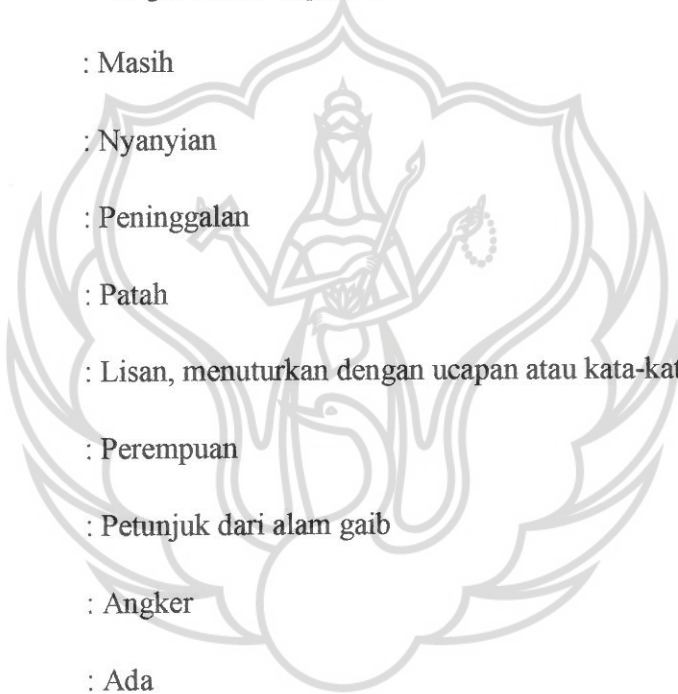 : Masih
: Nyanyian
: Peninggalan
: Patah
: Lisan, menuturkan dengan ucapan atau kata-kat
: Perempuan
: Petunjuk dari alam gaib
: Angker
: Ada